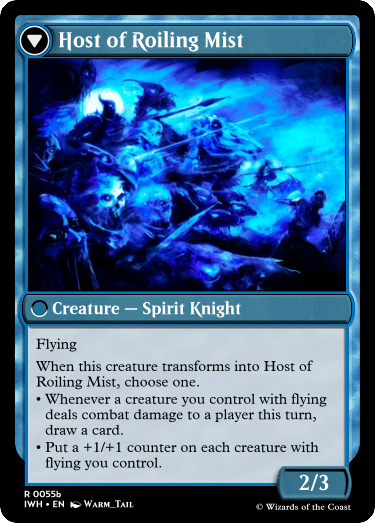 Host of Roiling Mist
Creature — Spirit Knight
Flying
When this creature transforms into Host of
Roiling Mist, choose one.
• Whenever a creature you control with flying
deals combat damage to a player this turn,
draw a card.
• Put a +1/+1 counter on each creature with
flying you control.
2/3
R 0055b
IWH • EN Warm_Tail
© Wizards of the Coast